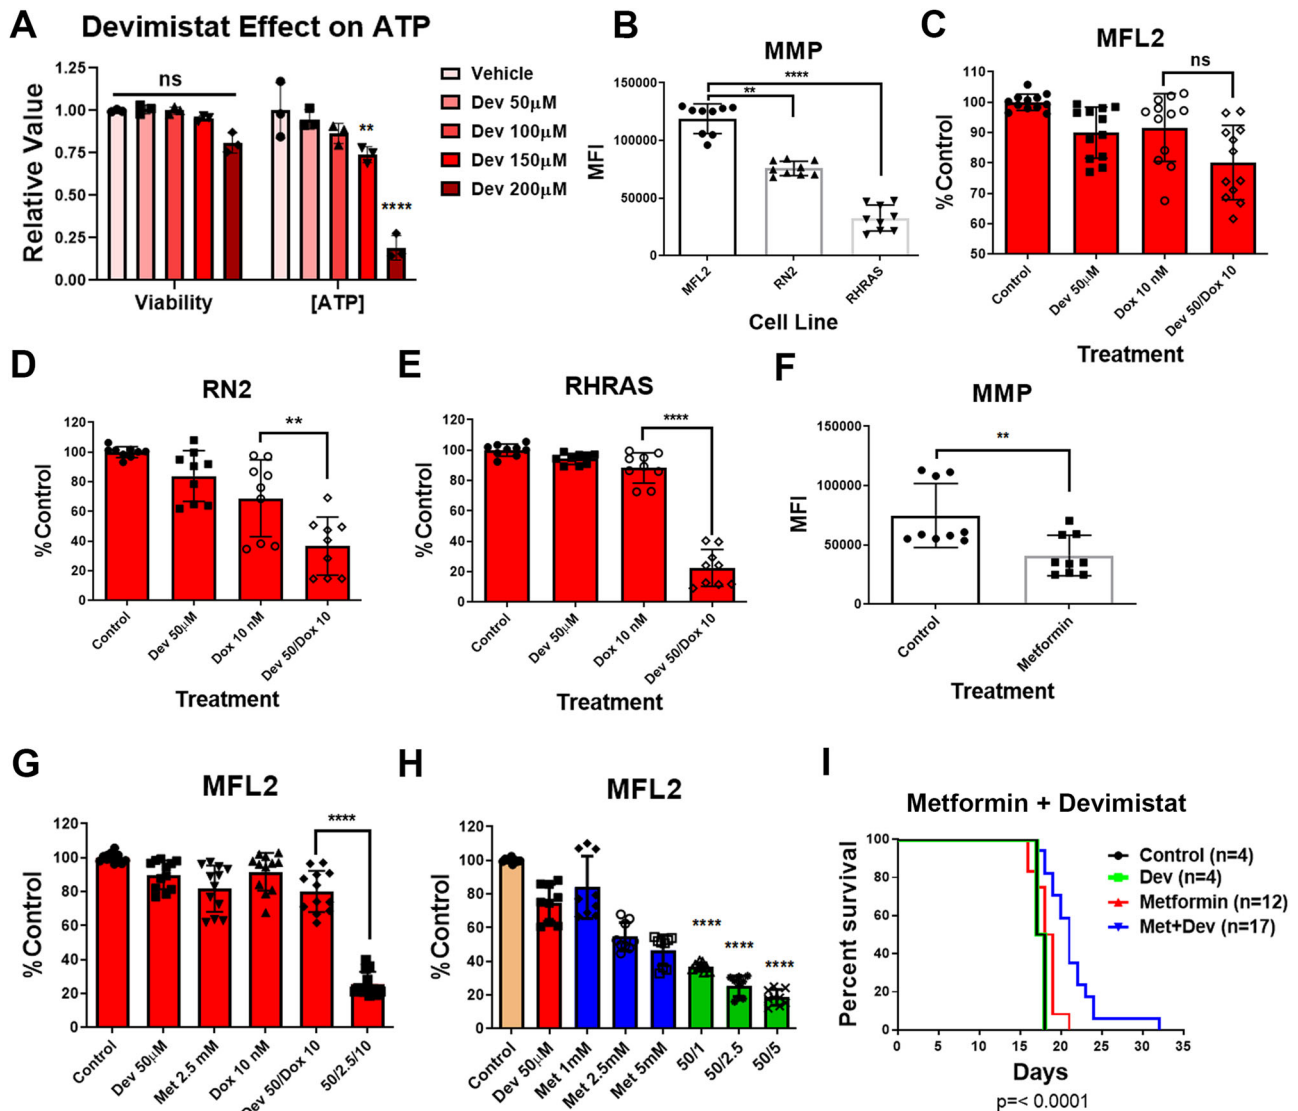 A
Devimistat Effect on ATP
Relative Value
1.25
1.00
0.75
0.50
0.25
0.00
ns
**
****
Viability
[ATP]
Vehicle
Dev 50μM
Dev 100μM
Dev 150μM
Dev 200μM
B
MMP
MFI
150000
100000
50000
0
****
**
MFL2
RN2
RHRAS
Cell Line
C
MFL2
%Control
110
100
90
80
70
60
50
ns
Control
Dev 50μM
Dox 10 nM
Dev 50/Dox 10
Treatment
D
RN2
%Control
120
100
80
60
40
20
0
**
Control
Dev 50μM
Dox 10 nM
Dev 50/Dox 10
Treatment
E
RHRAS
%Control
120
100
80
60
40
20
0
****
Control
Dev 50μM
Dox 10 nM
Dev 50/Dox 10
Treatment
F
MMP
MFI
150000
100000
50000
0
**
Control
Metformin
Treatment
G
MFL2
%Control
120
100
80
60
40
20
0
****
Control
Dev 50μM
Met 2.5 mM
Dox 10 nM
Dev 50/Dox 10
50/2.5/10
H
MFL2
%Control
120
100
80
60
40
20
0
****
****
****
Control
Dev 50μM
Met 1mM
Met 2.5mM
Met 5mM
50/1
50/2.5
50/5
I
Metformin + Devimistat
Percent survival
100
80
60
40
20
0
0 5 10 15 20 25 30 35
Days
p=< 0.0001
Control (n=4)
Dev (n=4)
Metformin (n=12)
Met+Dev (n=17)